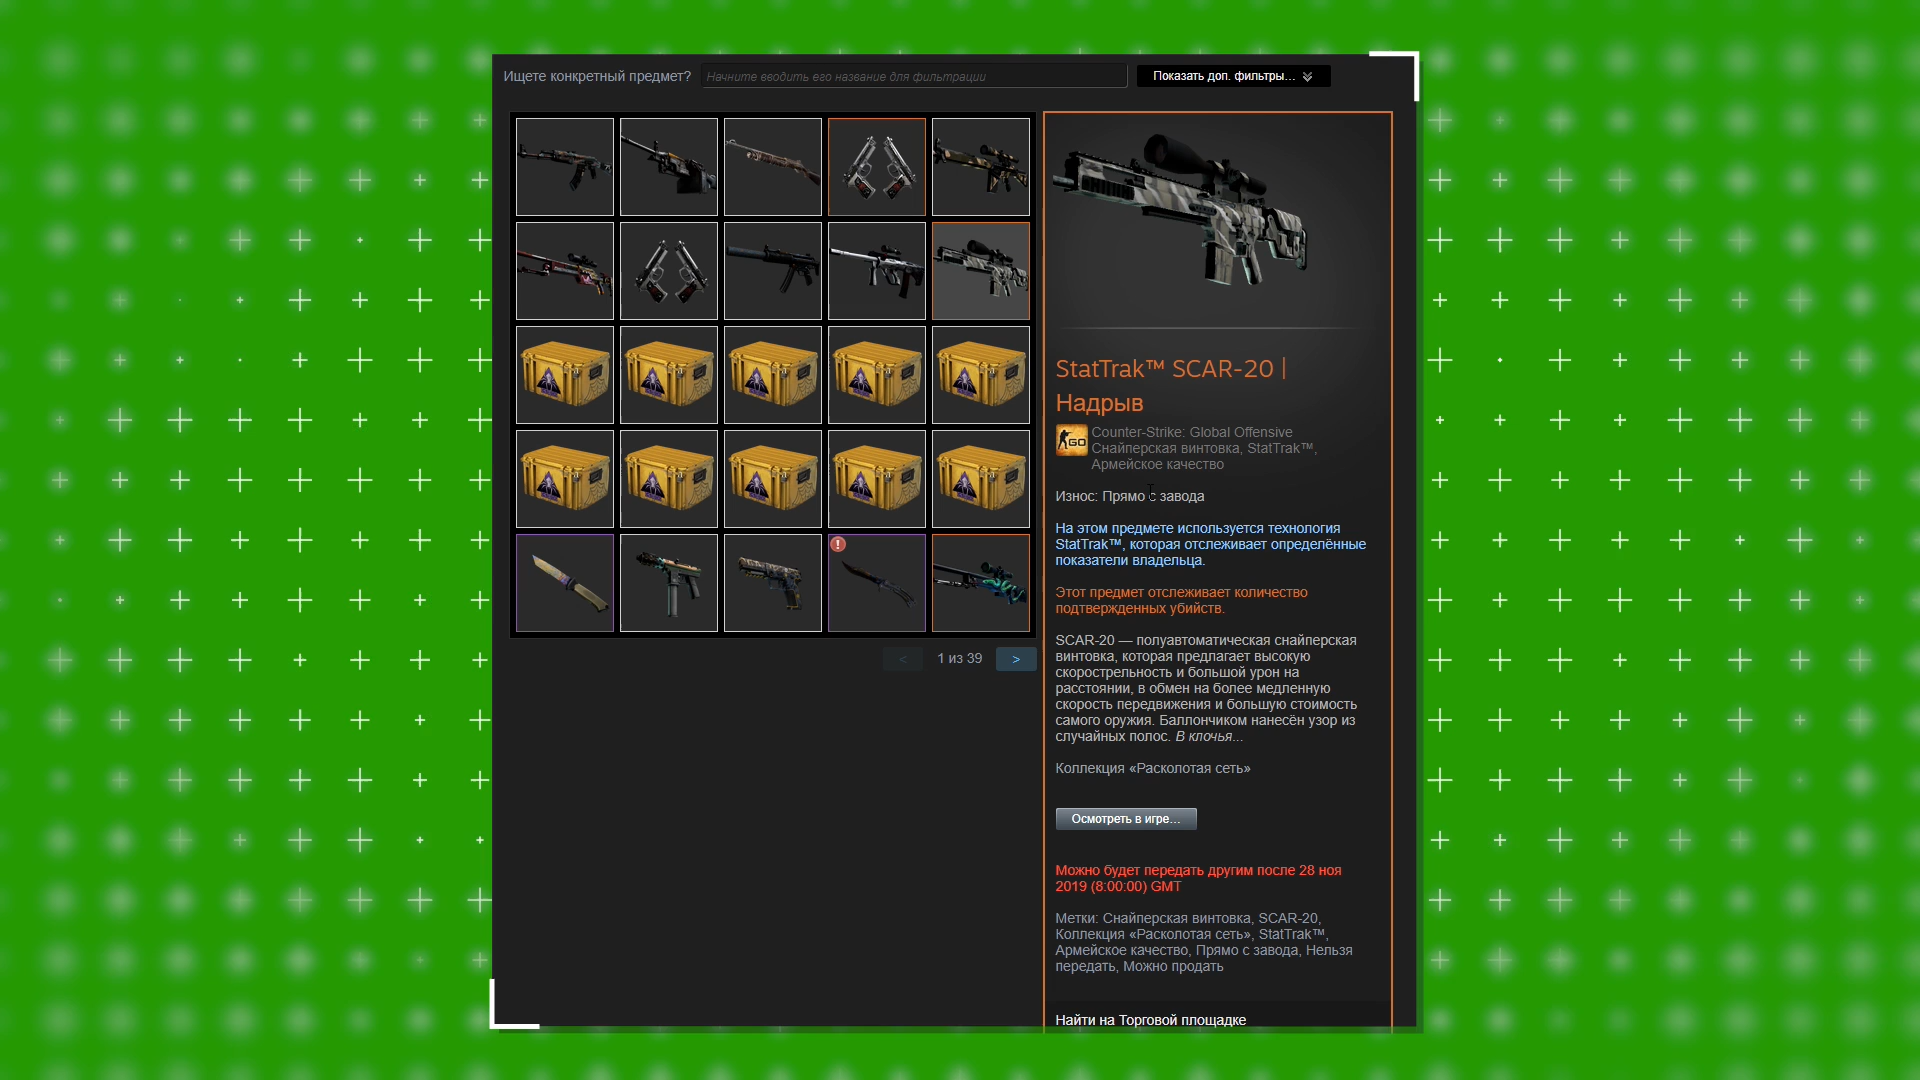 Ищете конкретный предмет?
Начните вводить его название для фильтрации
Показать доп. фильтры...
1 из 39
StatTrak™ SCAR-20 |
Надрыв
GO
Counter-Strike: Global Offensive
Снайперская винтовка, StatTrak™,
Армейское качество
Износ: Прямо с завода
На этом предмете используется технология
StatTrak™, которая отслеживает определённые
показатели владельца.
Этот предмет отслеживает количество
подтвержденных убийств.
SCAR-20 — полуавтоматическая снайперская
винтовка, которая предлагает высокую
скорострельность и большой урон на
расстоянии, в обмен на более медленную
скорость передвижения и большую стоимость
самого оружия. Баллончиком нанесён узор из
случайных полос. В клочья...
Коллекция «Расколотая сеть»
Осмотреть в игре...
Можно будет передать другим после 28 ноя
2019 (8:00:00) GMT
Метки: Снайперская винтовка, SCAR-20,
Коллекция «Расколотая сеть», StatTrak™,
Армейское качество, Прямо с завода, Нельзя
передать, Можно продать
Найти на Торговой площадке